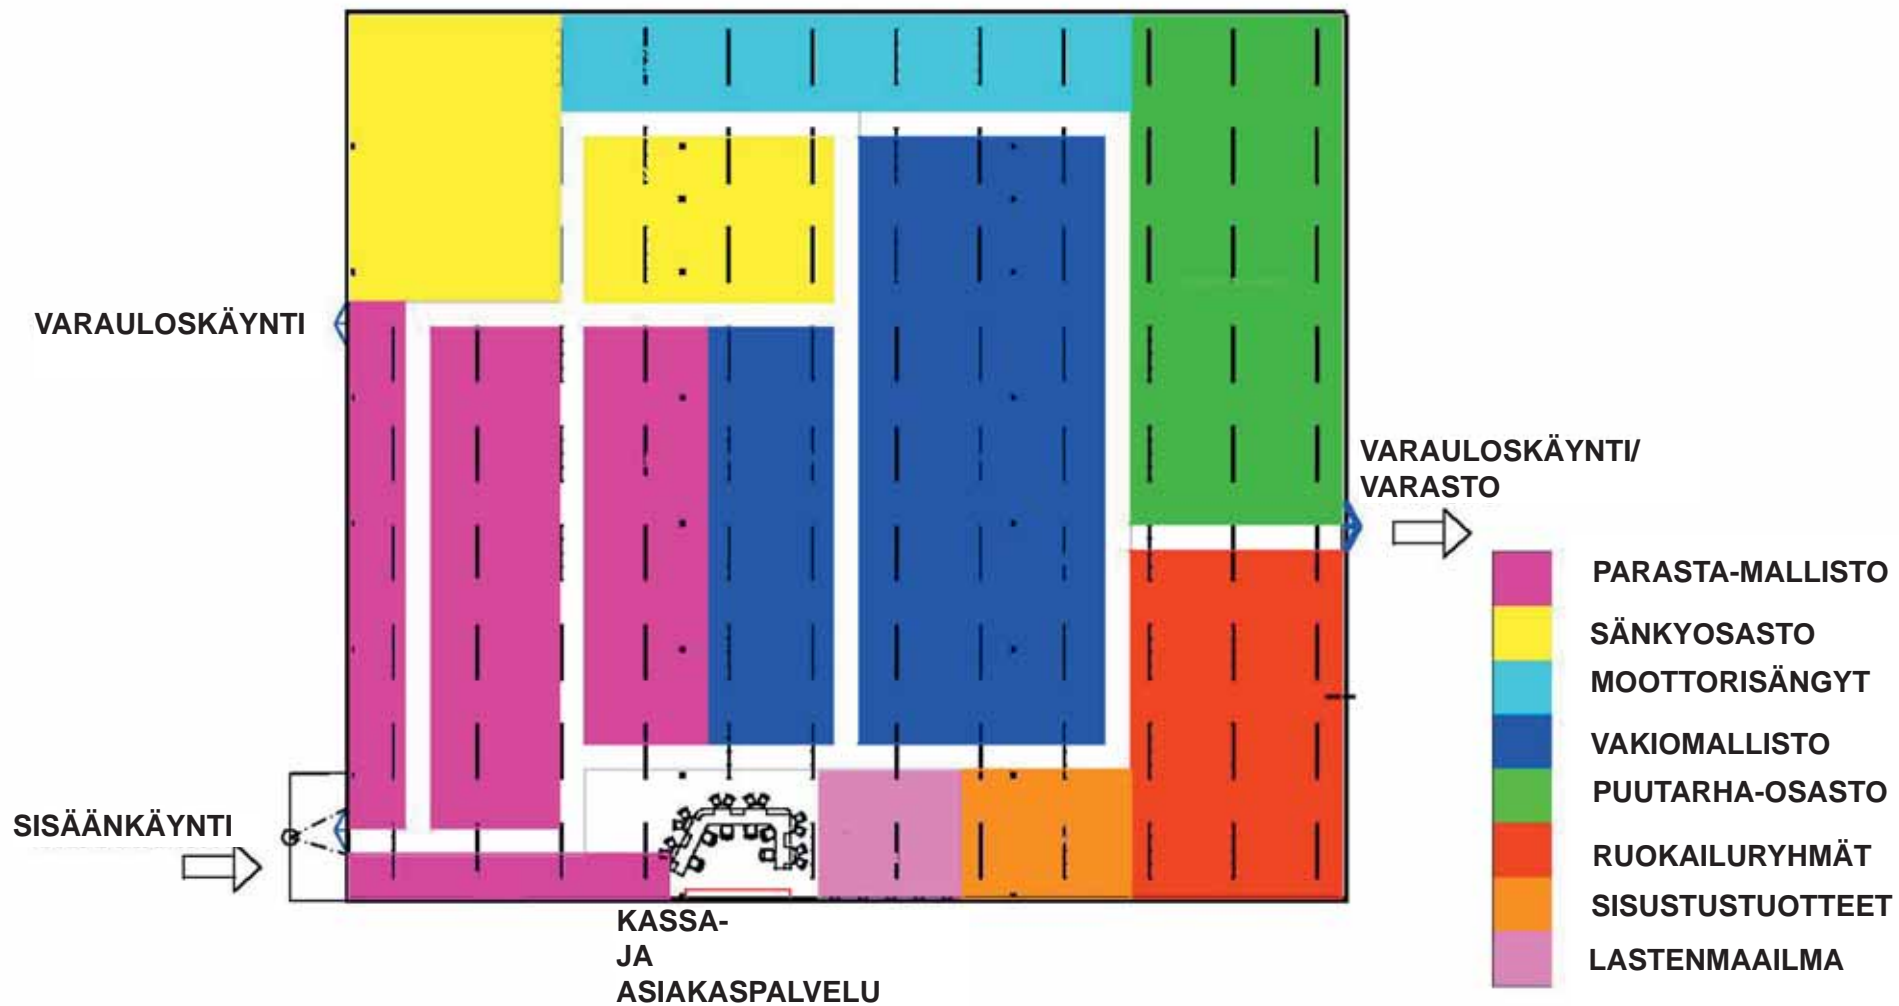 VARAULOSKÄYNTI
VARAULOSKÄYNTI/
VARASTO
SISÄÄNKÄYNTI
KASSA-
JA
ASIAKASPALVELU
PARASTA-MALLISTO
SÄNKYOSASTO
MOOTTORISÄNGYT
VAKIOMALLISTO
PUUTARHA-OSASTO
RUOKAILURYHMÄT
SISUSTUSTUOTTEET
LASTENMAAILMA